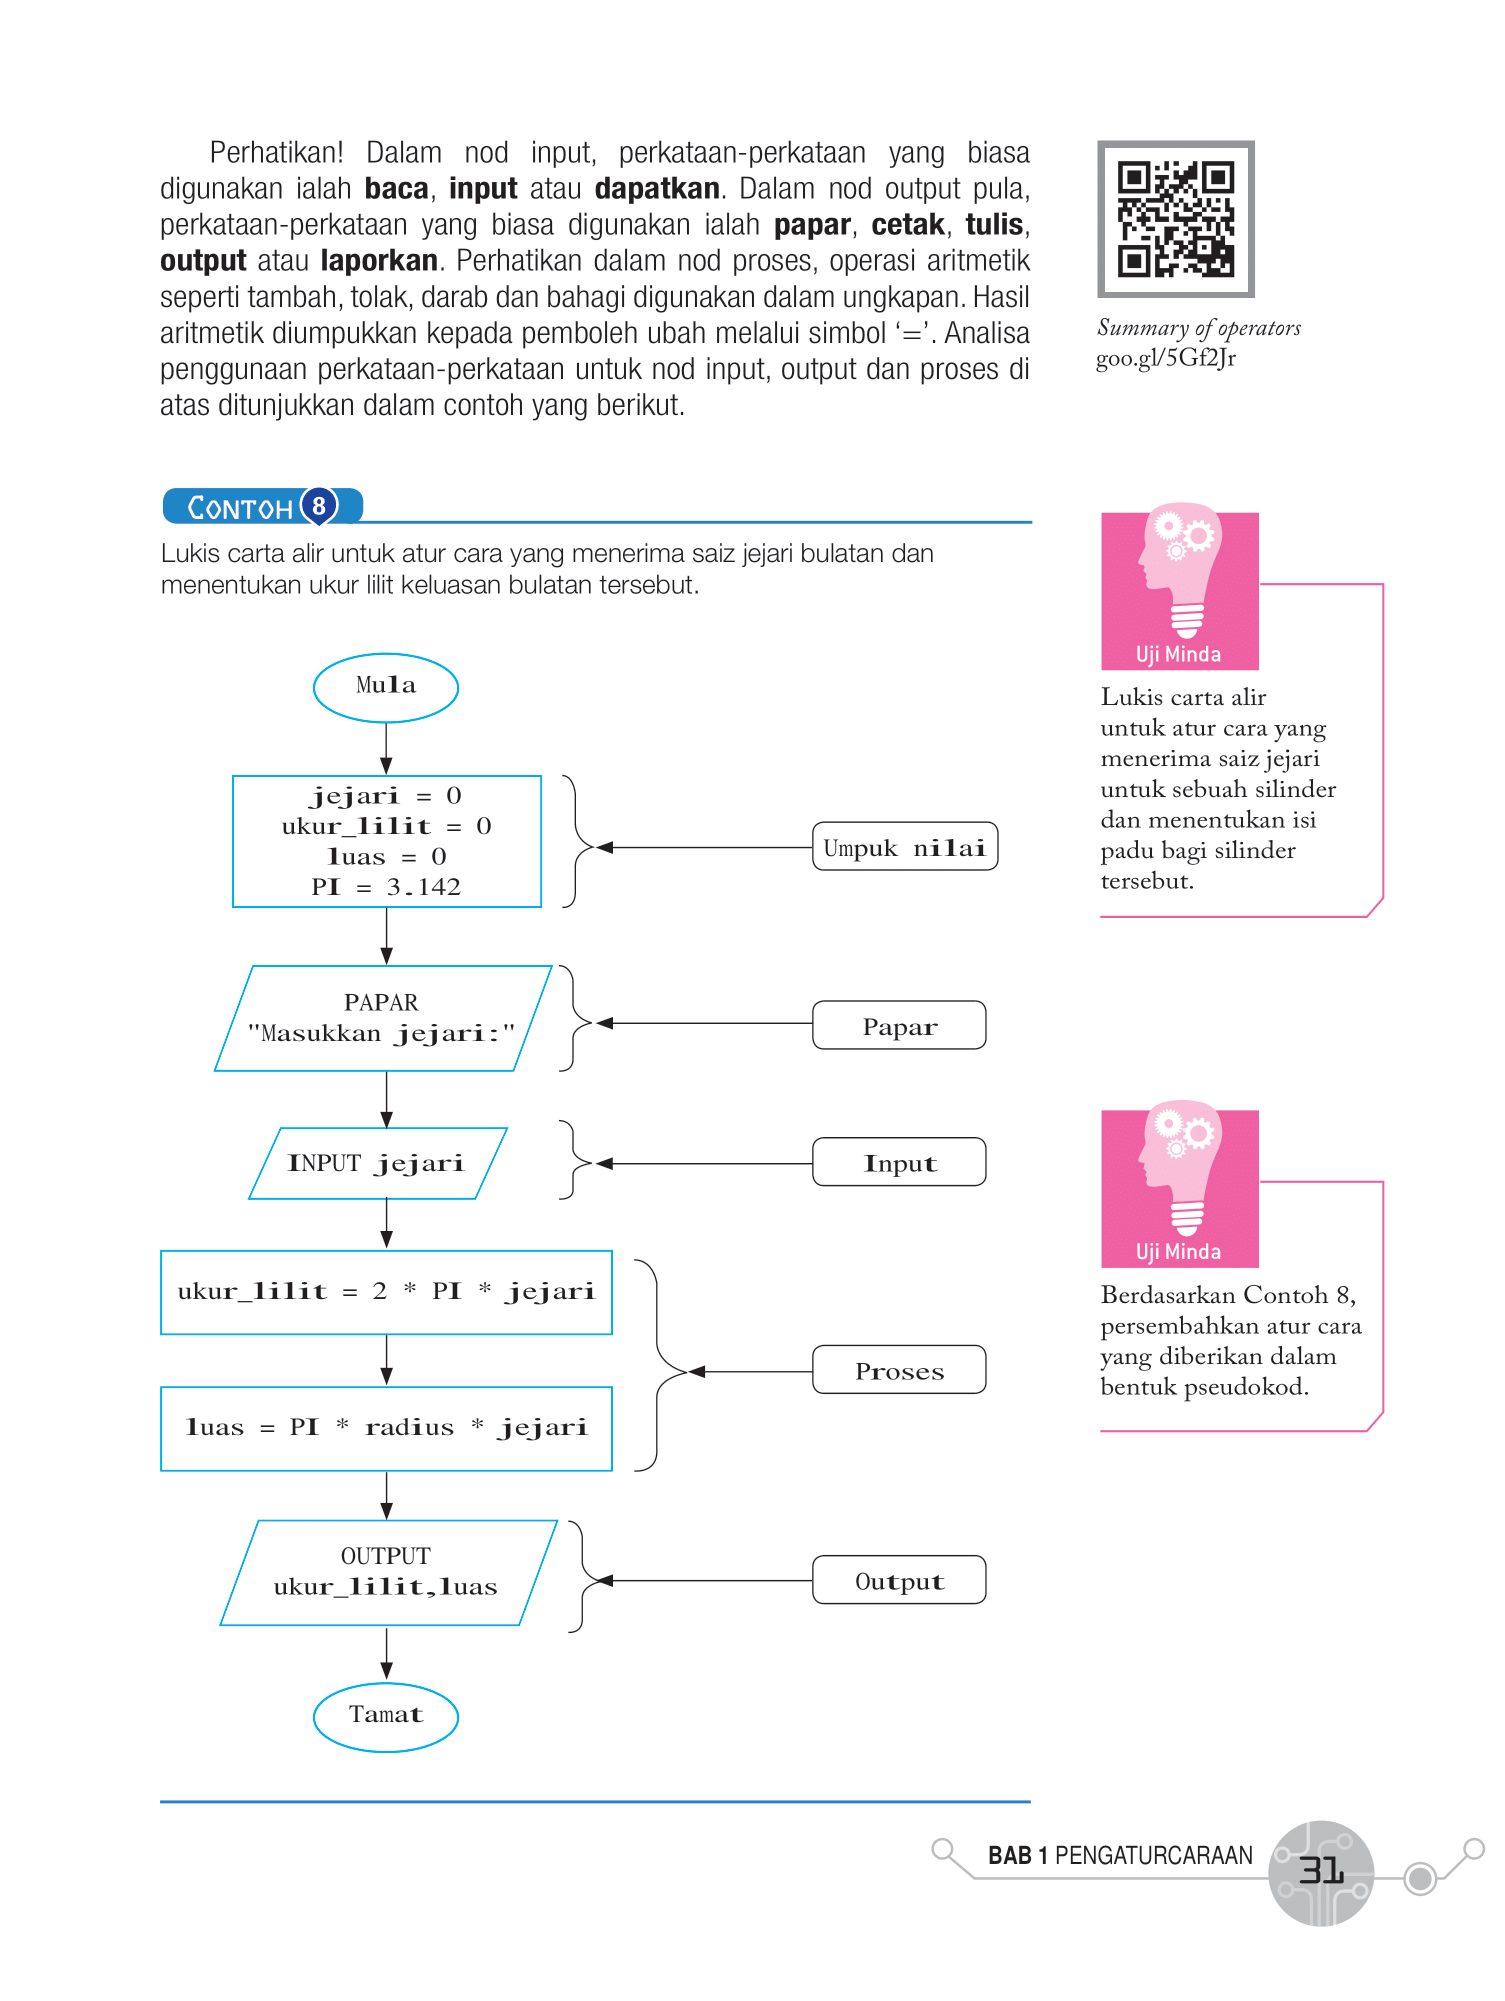 Perhatikan! Dalam nod input, perkataan-perkataan yang biasa
digunakan ialah baca, input atau dapatkan. Dalam nod output pula,
perkataan-perkataan yang biasa digunakan ialah papar, cetak, tulis,
output atau laporkan. Perhatikan dalam nod proses, operasi aritmetik
seperti tambah, tolak, darab dan bahagi digunakan dalam ungkapan. Hasil
aritmetik diumpukkan kepada pemboleh ubah melalui simbol ‘=’. Analisa
penggunaan perkataan-perkataan untuk nod input, output dan proses di
atas ditunjukkan dalam contoh yang berikut.
Summary of operators
goo.gl/5Gf2Jr
CONTOH 8
Lukis carta alir untuk atur cara yang menerima saiz jejari bulatan dan
menentukan ukur lilit keluasan bulatan tersebut.
Mula
jejari = 0
ukur_lilit = 0
luas = 0
PI = 3.142
Umpuk nilai
PAPAR
"Masukkan jejari:"
Papar
INPUT jejari
Input
ukur_lilit = 2 * PI * jejari
luas = PI * radius * jejari
Proses
OUTPUT
ukur_lilit,luas
Output
Tamat
Uji Minda
Lukis carta alir
untuk atur cara yang
menerima saiz jejari
untuk sebuah silinder
dan menentukan isi
padu bagi silinder
tersebut.
Uji Minda
Berdasarkan Contoh 8,
persembahkan atur cara
yang diberikan dalam
bentuk pseudokod.
BAB 1 PENGATURCARAAN
31